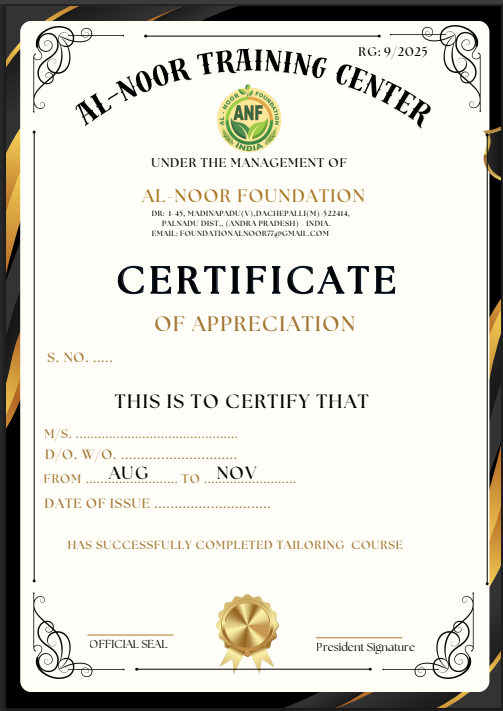 RG: 9/2025
AL-NOOR TRAINING CENTER
AL - NOOR FOUNDATION
ANF
INDIA
UNDER THE MANAGEMENT OF
AL-NOOR FOUNDATION
DR: 1-45, MADINAPADU(V),DACHEPALLI(M)-522414,
PALNADU DIST., (ANDRA PRADESH) - INDIA.
EMAIL: FOUNDATIONALNOOR77@GMAIL.COM
CERTIFICATE
OF APPRECIATION
S. NO. .....
THIS IS TO CERTIFY THAT
M/S. ............................................
D/O. W/O. ................................
FROM ......AUG........ TO ...NOV..........
DATE OF ISSUE ...............................
HAS SUCCESSFULLY COMPLETED TAILORING COURSE
OFFICIAL SEAL
President Signature